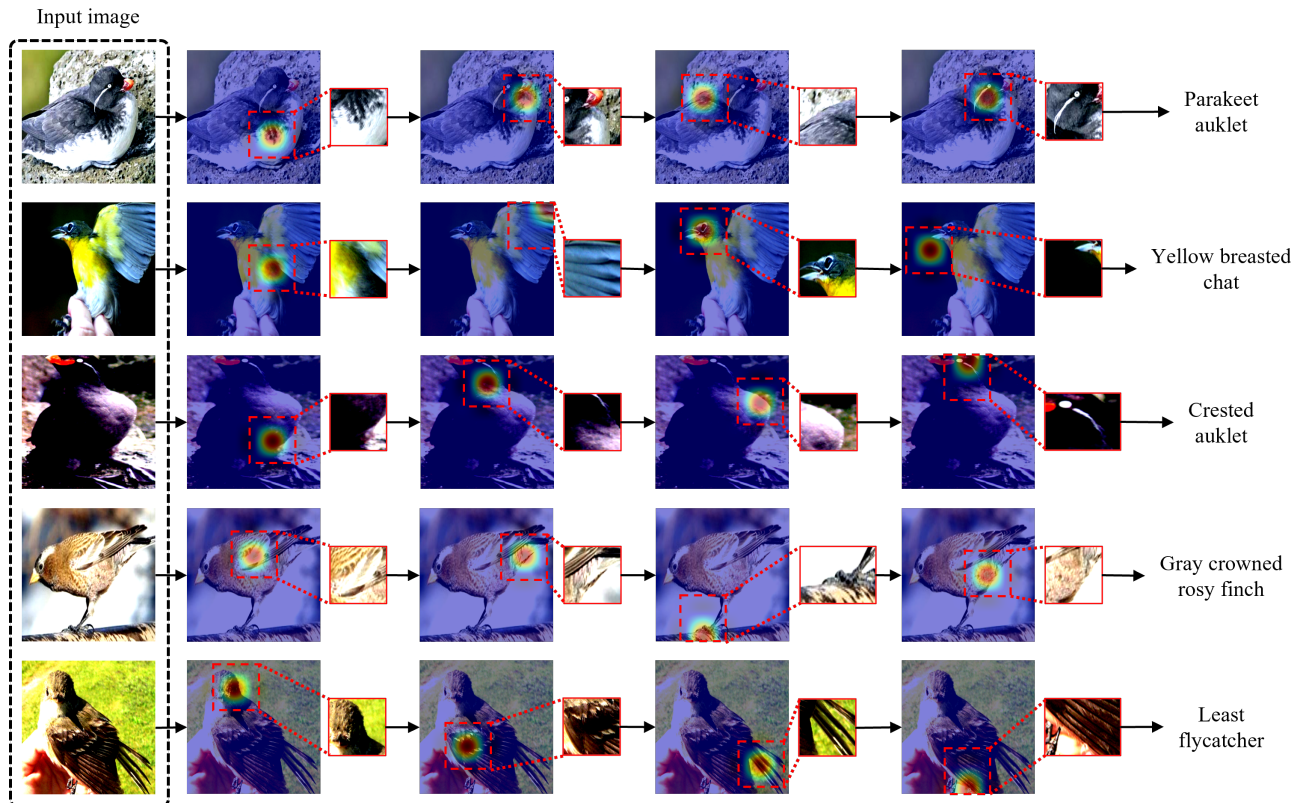 Input image
Parakeet
auklet
Yellow breasted
chat
Crested
auklet
Gray crowned
rosy finch
Least
flycatcher